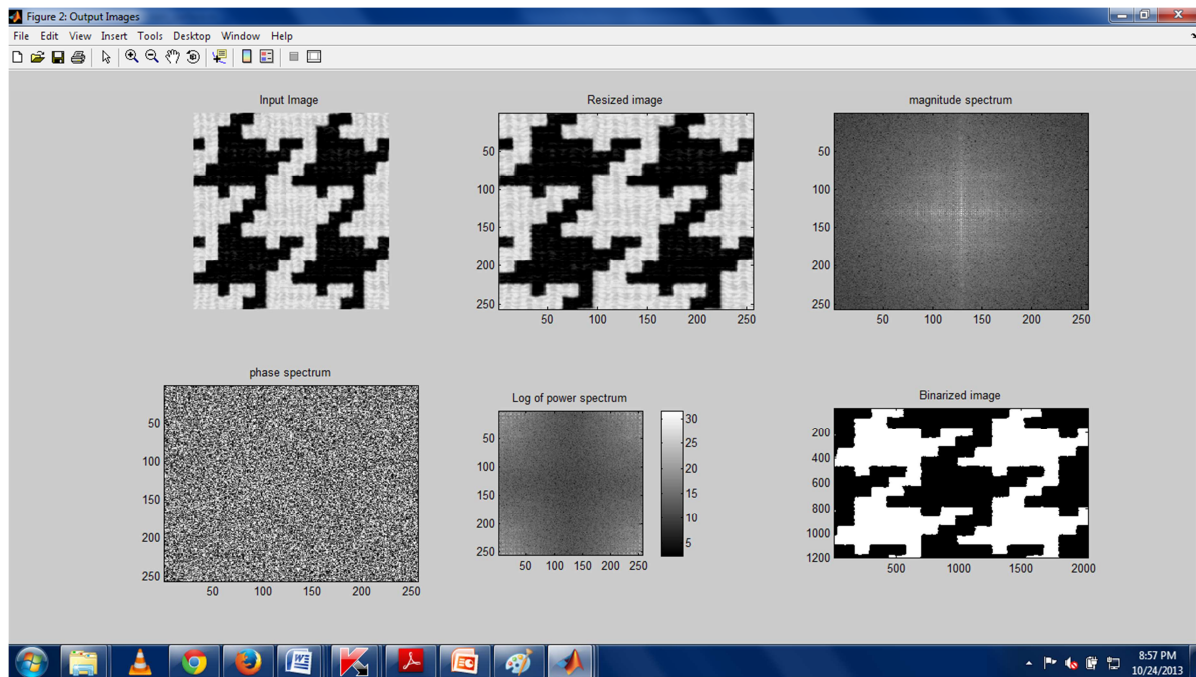 Figure 2: Output Images
File Edit View Insert Tools Desktop Window Help
Input Image
Resized image
50
100
150
200
250
50 100 150 200 250
magnitude spectrum
50
100
150
200
250
50 100 150 200 250
phase spectrum
50
100
150
200
250
50 100 150 200 250
Log of power spectrum
50
100
150
200
250
50 100 150 200 250
30
25
20
15
10
5
Binarized image
200
400
600
800
1000
1200
500 1000 1500 2000
8:57 PM
10/24/2013